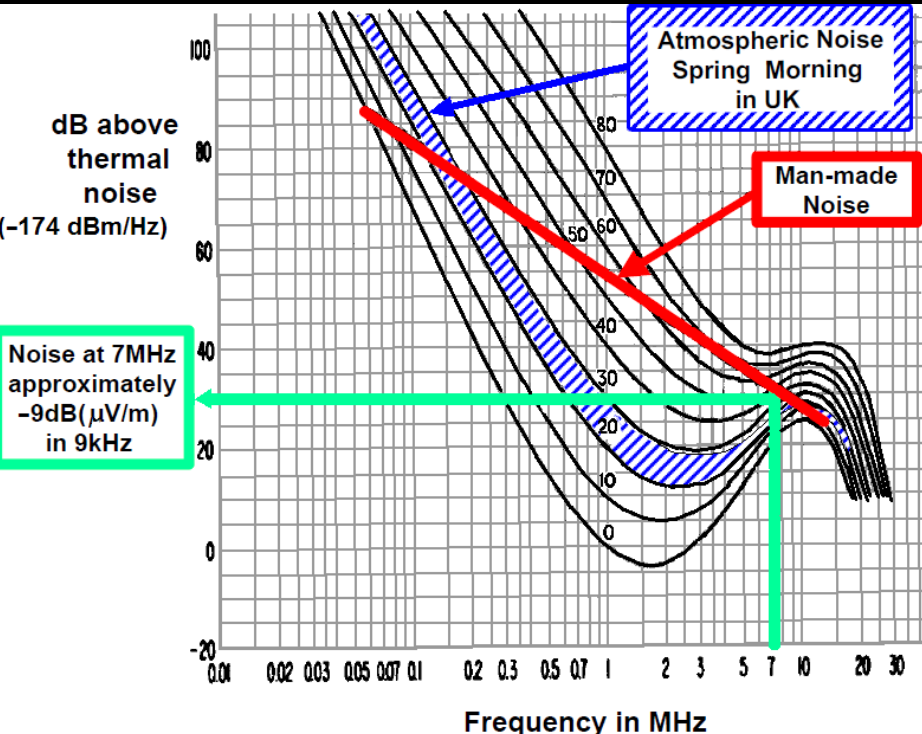 Atmospheric Noise
Spring Morning
in UK
dB above
thermal
noise
(–174 dBm/Hz)
Man-made
Noise
Noise at 7MHz
approximately
–9dB(μV/m)
in 9kHz
100
80
60
40
20
0
-20
80
70
60
50
40
30
20
10
0
0.01 0.02 0.03 0.05 0.07 0.1 0.2 0.3 0.5 0.7 1 2 3 5 7 10 20 30
Frequency in MHz